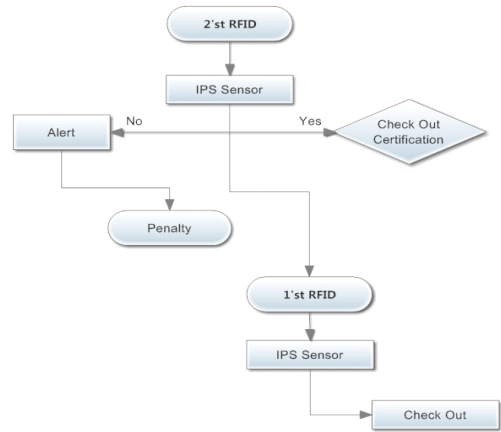 2'st RFID
IPS Sensor
No
Yes
Alert
Check Out
Certification
Penalty
1'st RFID
IPS Sensor
Check Out